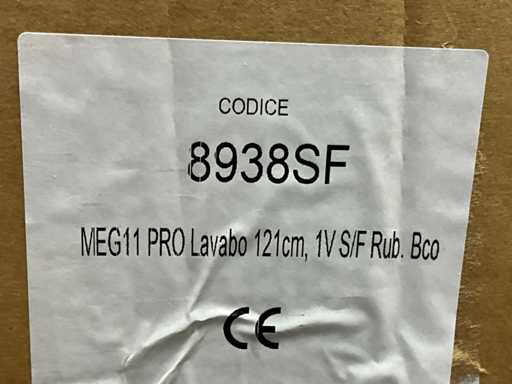 CODICE
8938SF
MEG11 PRO Lavabo 121cm, 1V S/F Rub. Bco
CE